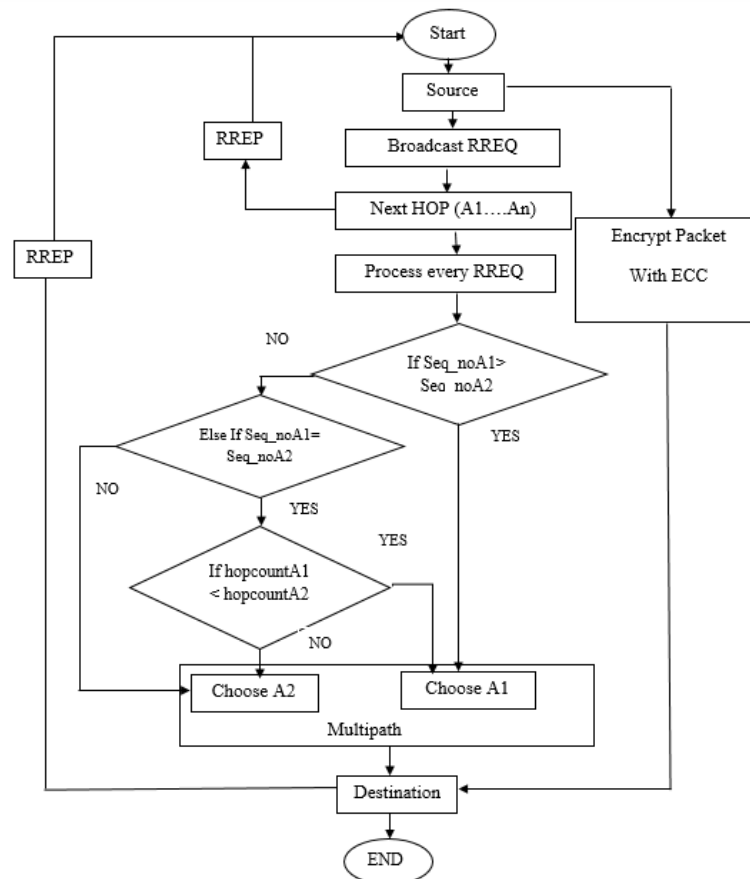 Start
Source
Broadcast RREQ
RREP
Next HOP (A1....An)
Encrypt Packet
With ECC
RREP
Process every RREQ
NO
If Seq_noA1>
Seq_noA2
YES
Else If Seq_noA1=
Seq_noA2
NO
YES
YES
If hopcountA1
< hopcountA2
NO
Choose A2
Choose A1
Multipath
Destination
END